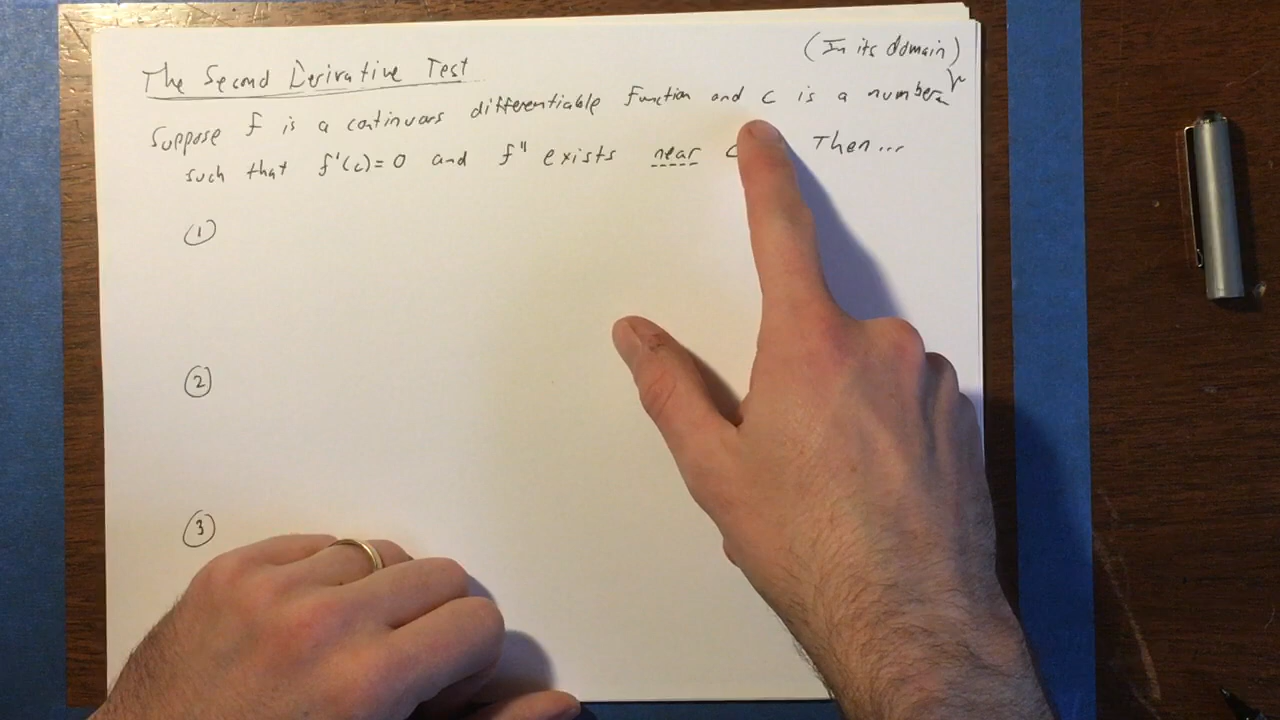 The Second Derivative Test
(In its domain)
Suppose f is a continuous differentiable function and c is a number
such that f'(c)=0 and f" exists near c Then...
①
②
③